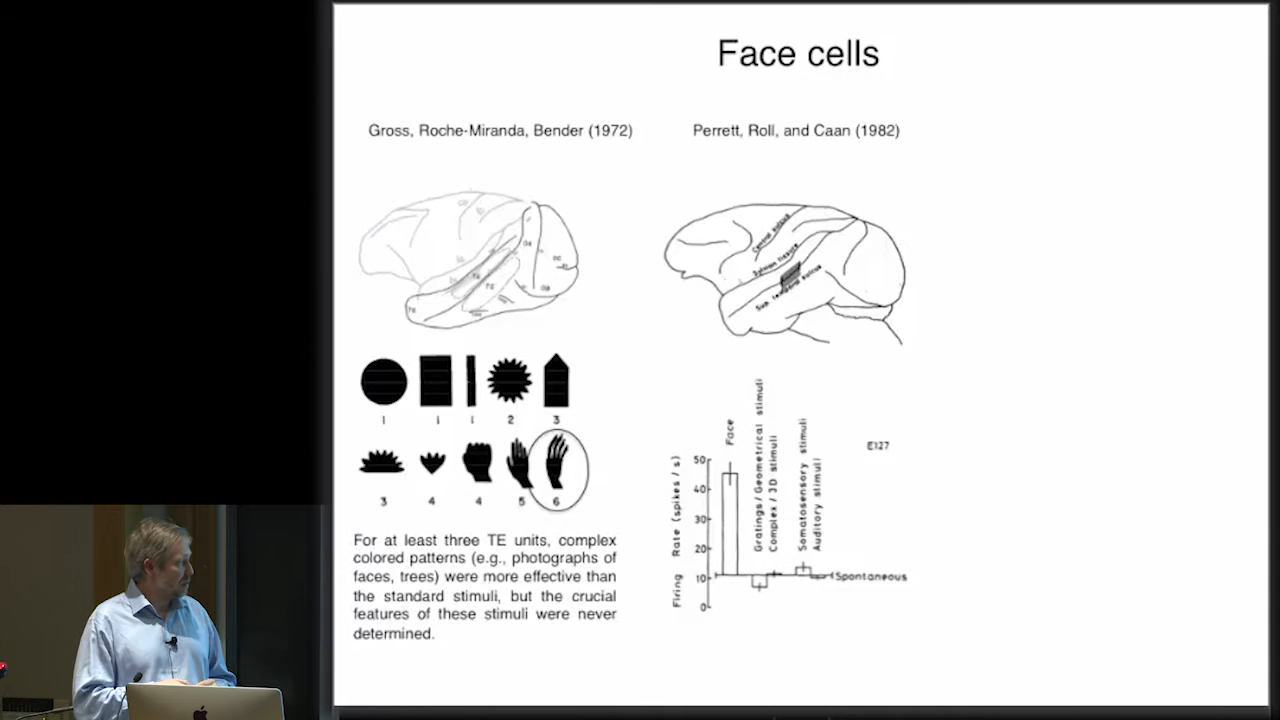 Face cells
Gross, Roche-Miranda, Bender (1972)
Perrett, Roll, and Caan (1982)
TE
Central sulcus
Sylvian fissure
Sup. temporal sulcus
1 1 1 2 3
3 4 4 5 6
For at least three TE units, complex
colored patterns (e.g., photographs of
faces, trees) were more effective than
the standard stimuli, but the crucial
features of these stimuli were never
determined.
Face
Gratings / Geometrical stimuli
Complex / 3D stimuli
Somatosensory stimuli
Auditory stimuli
E127
Firing Rate (spikes / s)
50
40
30
20
10
0
Spontaneous